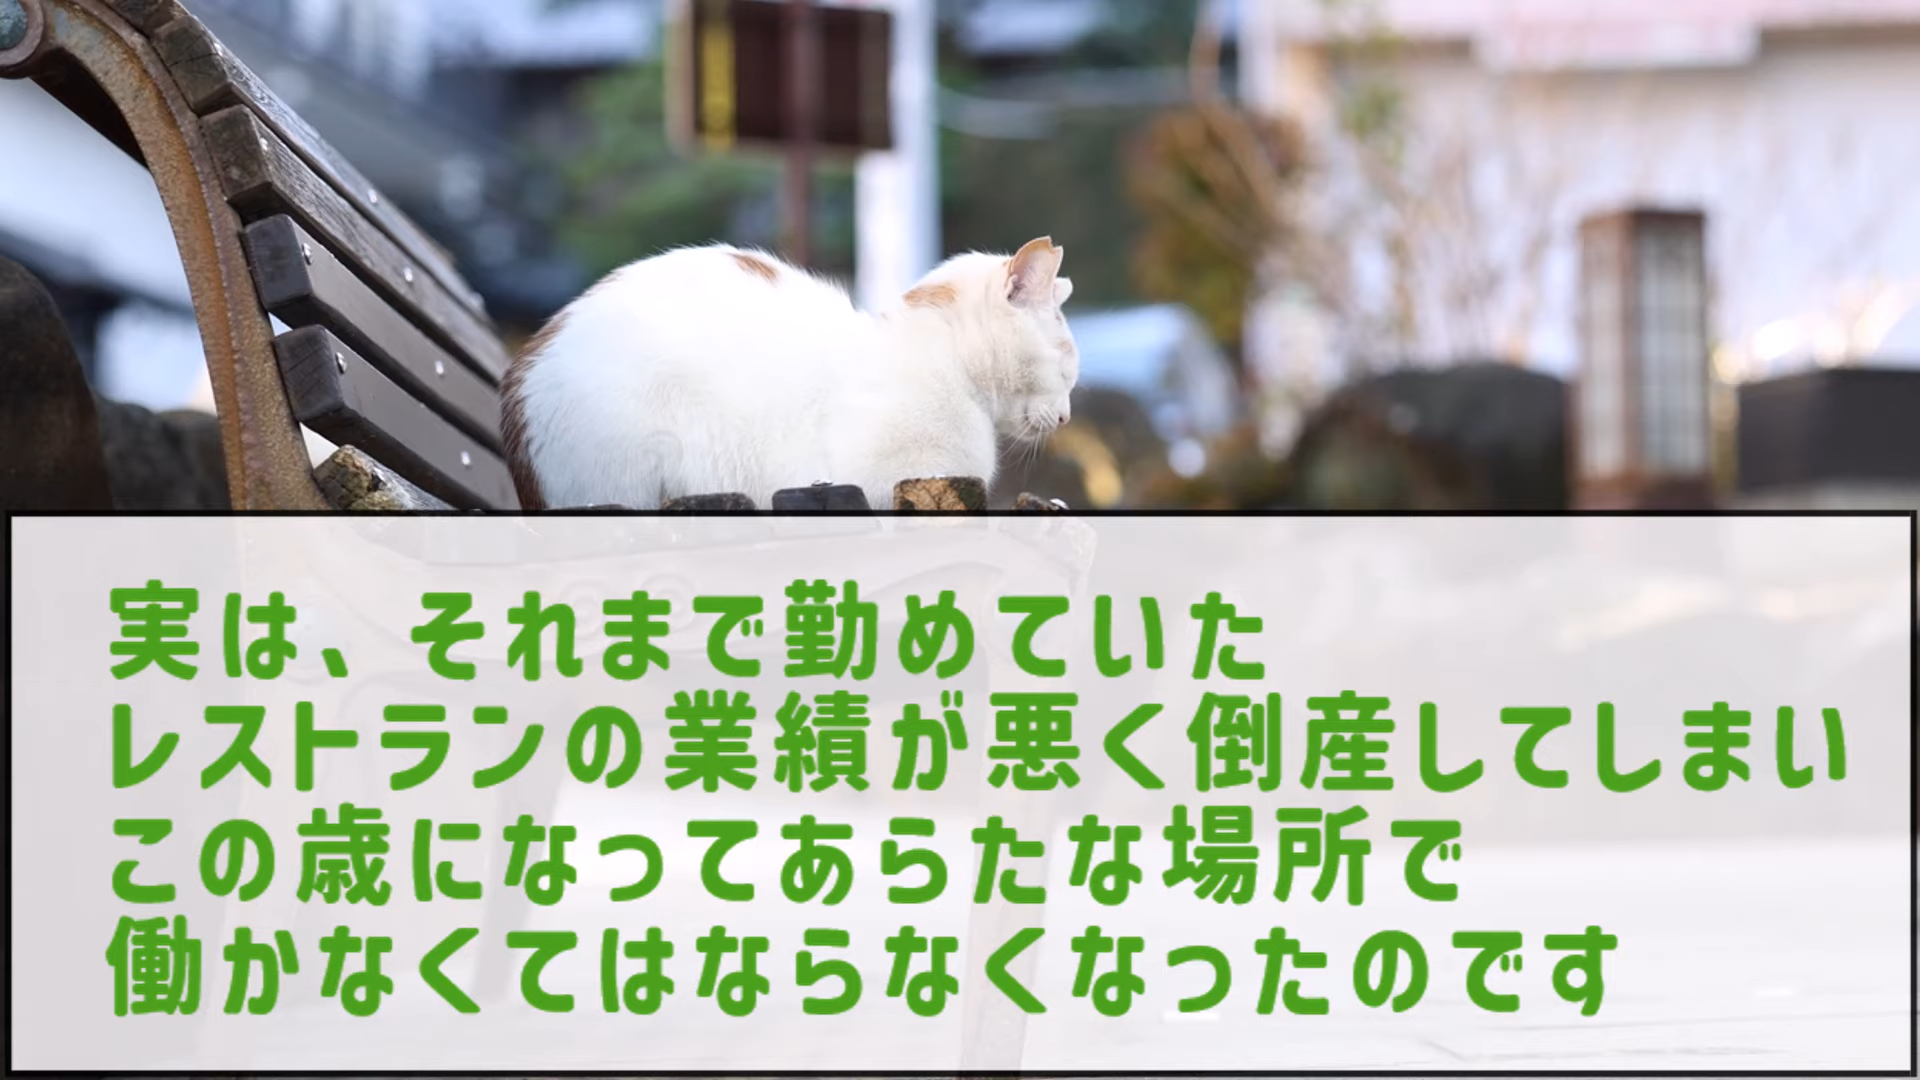 実は、それまで勤めていた
レストランの業績が悪く倒産してしまい
この歳になってあらたな場所で
働かなくてはならなくなったのです